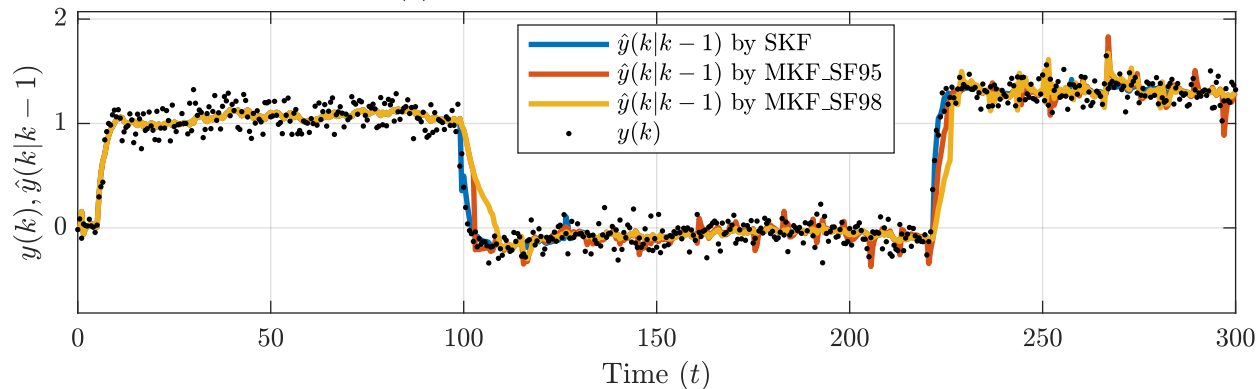 2
1
0
y(k), ŷ(k|k − 1)
ŷ(k|k − 1) by SKF
ŷ(k|k − 1) by MKF_SF95
ŷ(k|k − 1) by MKF_SF98
y(k)
0 50 100 150 200 250 300
Time (t)